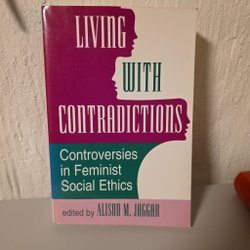 LIVING
WITH
CONTRADICTIONS
Controversies
in Feminist
Social Ethics
edited by ALISON M. JAGGAR